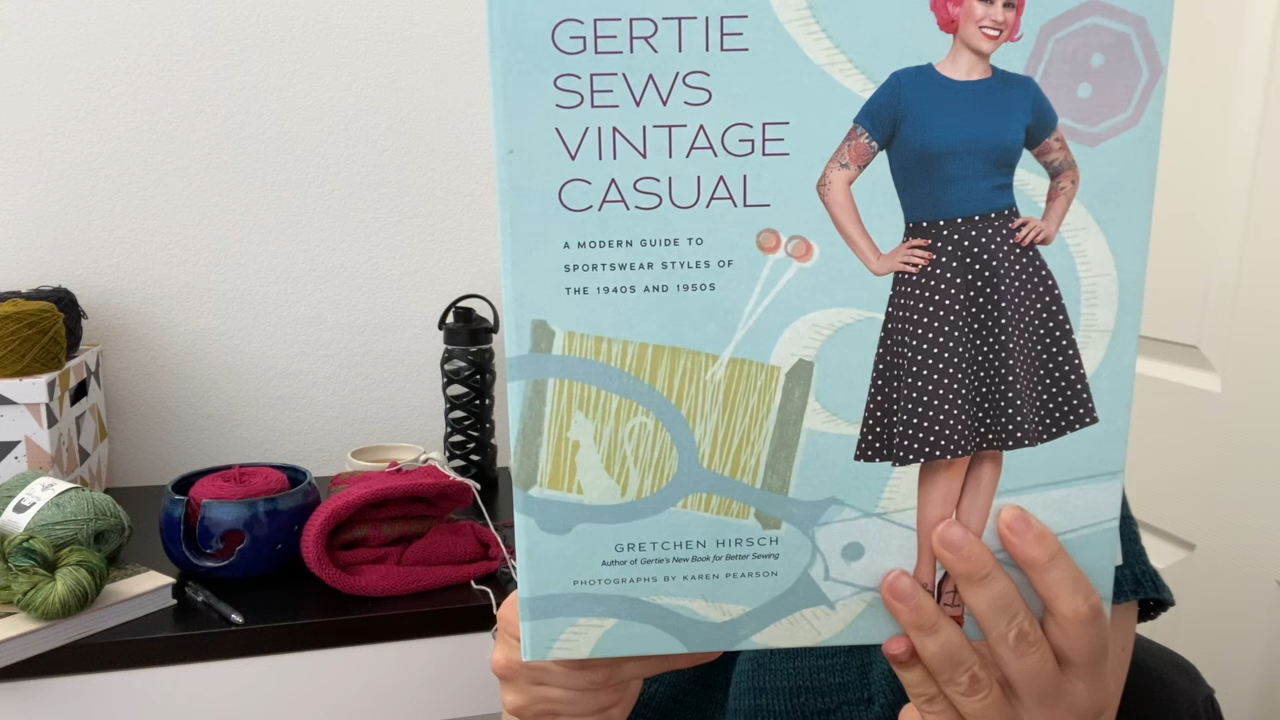 GERTIE
SEWS
VINTAGE
CASUAL
A MODERN GUIDE TO
SPORTSWEAR STYLES OF
THE 1940S AND 1950S
GRETCHEN HIRSCH
Author of Gertie's New Book for Better Sewing
PHOTOGRAPHS BY KAREN PEARSON